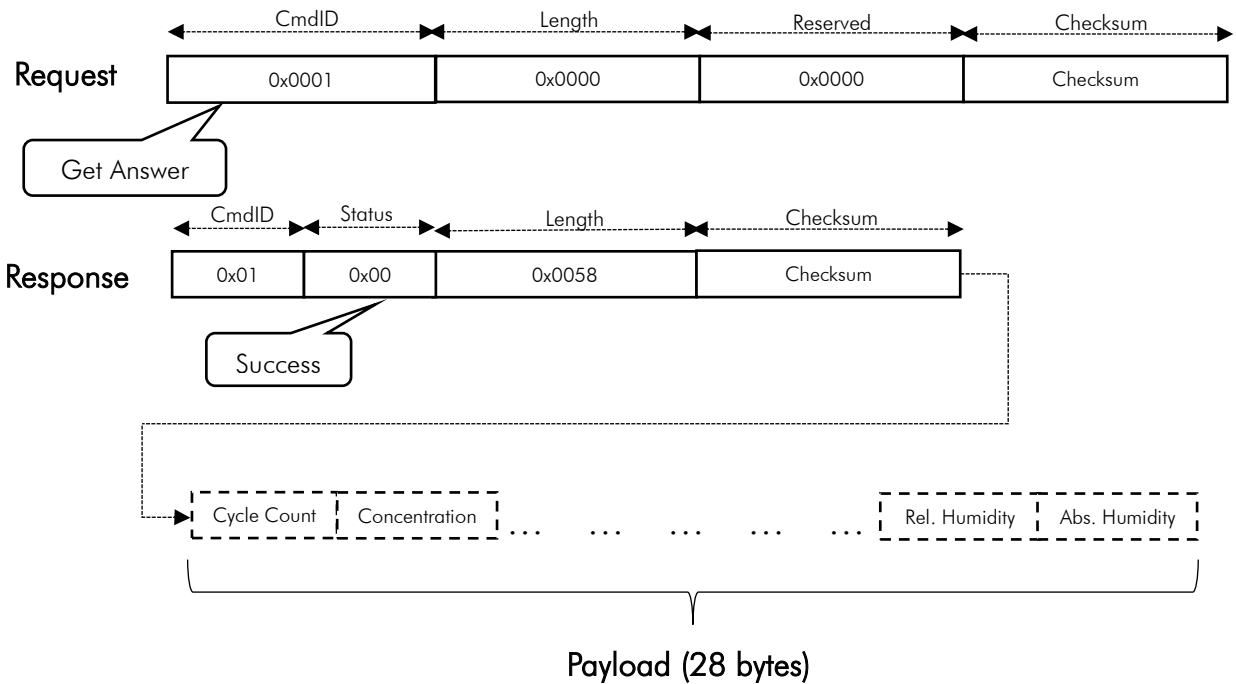 CmdID Length Reserved Checksum
Request 0x0001 0x0000 0x0000 Checksum
Get Answer
CmdID Status Length Checksum
Response 0x01 0x00 0x0058 Checksum
Success
Cycle Count Concentration ... ... ... ... ... Rel. Humidity Abs. Humidity
Payload (28 bytes)